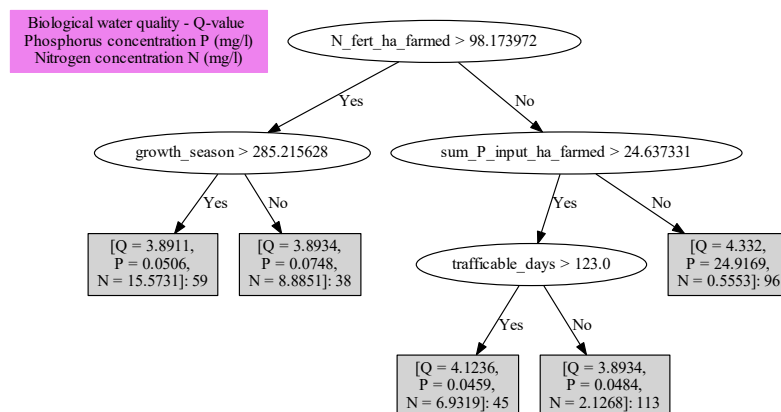 Biological water quality - Q-value
Phosphorus concentration P (mg/l)
Nitrogen concentration N (mg/l)
N_fert_ha_farmed > 98.173972
Yes
No
growth_season > 285.215628
sum_P_input_ha_farmed > 24.637331
Yes
No
Yes
No
[Q = 3.8911,
P = 0.0506,
N = 15.5731]: 59
[Q = 3.8934,
P = 0.0748,
N = 8.8851]: 38
trafficable_days > 123.0
[Q = 4.332,
P = 24.9169,
N = 0.5553]: 96
Yes
No
[Q = 4.1236,
P = 0.0459,
N = 6.9319]: 45
[Q = 3.8934,
P = 0.0484,
N = 2.1268]: 113